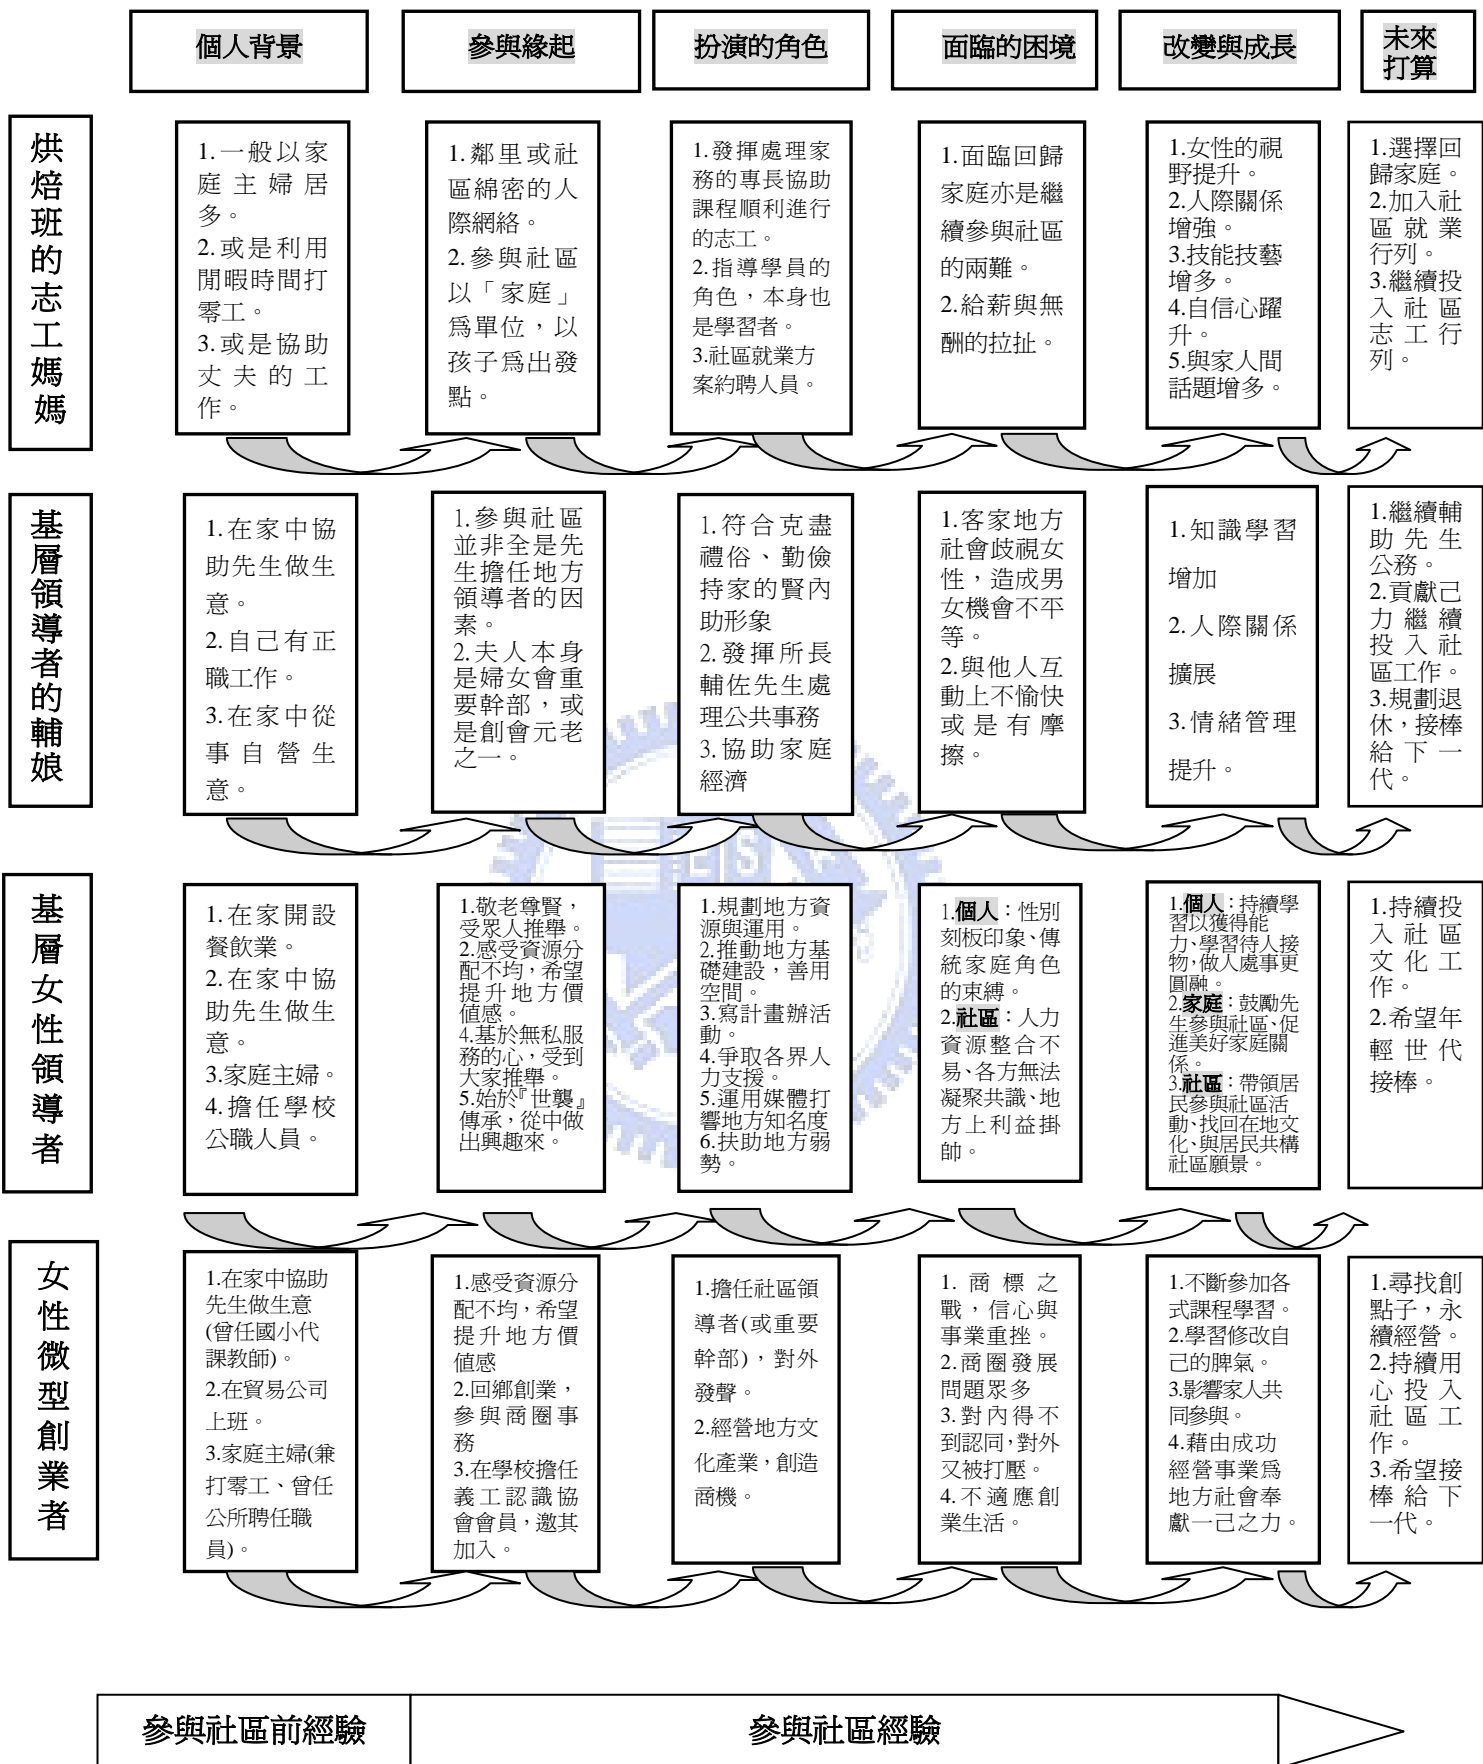 個人背景
參與緣起
扮演的角色
面臨的困境
改變與成長
未來
打算
烘焙班的志工媽媽
1.一般以家
庭主婦居
多。
2.或是利用
閒暇時間打
零工。
3.或是協助
丈夫的工
作。
1.鄰里或社
區綿密的人
際網絡。
2.參與社區
以「家庭」
為單位，以
孩子為出發
點。
1.發揮處理家
務的專長協助
課程順利進行
的志工。
2.指導學員的
角色，本身也
是學習者。
3.社區就業方
案約聘人員。
1.面臨回歸
家庭亦是繼
續參與社區
的兩難。
2.給薪與無
酬的拉扯。
1.女性的視
野提升。
2.人際關係
增強。
3.技能技藝
增多。
4.自信心躍
升。
5.與家人間
話題增多。
1.選擇回
歸家庭。
2.加入社
區就業
行列。
3.繼續投
入社區
志工行
列。
基層領導者的輔娘
1.在家中協
助先生做生
意。
2.自己有正
職工作。
3.在家中從
事自營生
意。
1.參與社區
並非全是先
生擔任地方
領導者的因
素。
2.夫人本身
是婦女會重
要幹部，或
是創會元老
之一。
1.符合克盡
禮俗、勤儉
持家的賢內
助形象
2.發揮所長
輔佐先生處
理公共事務
3.協助家庭
經濟
1.客家地方
社會歧視女
性，造成男
女機會不平
等。
2.與他人互
動上不愉快
或是有摩
擦。
1.知識學習
增加
2.人際關係
擴展
3.情緒管理
提升。
1.繼續輔
助先生
公務。
2.貢獻己
力繼續
投入社
區工作。
3.規劃退
休，接棒
給下一
代。
基層女性領導者
1.在家開設
餐飲業。
2.在家中協
助先生做生
意。
3.家庭主婦。
4.擔任學校
公職人員。
1.敬老尊賢，
受眾人推舉。
2.感受資源分
配不均，希望
提升地方價
值感。
4.基於無私服
務的心，受到
大家推舉。
5.始於『世襲』
傳承，從中做
出興趣來。
1.規劃地方資
源與運用。
2.推動地方基
礎建設，善用
空間。
3.寫計畫辦活
動。
4.爭取各界人
力支援。
5.運用媒體打
響地方知名度
6.扶助地方弱
勢。
1.個人：性別
刻板印象、傳
統家庭角色
的束縛。
2.社區：人力
資源整合不
易、各方無法
凝聚共識、地
方上利益掛
帥。
1.個人：持續學
習以獲得能
力、學習待人接
物，做人處事更
圓融。
2.家庭：鼓勵先
生參與社區、促
進美好家庭關
係。
3.社區：帶領居
民參與社區活
動、找回在地文
化、與居民共構
社區願景。
1.持續投
入社區
文化工
作。
2.希望年
輕世代
接棒。
女性微型創業者
1.在家中協助
先生做生意
(曾任國小代
課教師)。
2.在貿易公司
上班。
3.家庭主婦(兼
打零工、曾任
公所聘任職
員)。
1.感受資源分
配不均，希望
提升地方價
值感
2.回鄉創業，
參與商圈事
務
3.在學校擔任
義工認識協
會會員，邀其
加入。
1.擔任社區領
導者(或重要
幹部)，對外
發聲。
2.經營地方文
化產業，創造
商機。
1.商標之
戰，信心與
事業重挫。
2.商圈發展
問題眾多
3.對內得不
到認同，對外
又被打壓。
4.不適應創
業生活。
1.不斷參加各
式課程學習。
2.學習修改自
己的脾氣。
3.影響家人共
同參與。
4.藉由成功
經營事業為
地方社會奉
獻一己之力。
1.尋找創
點子，永
續經營。
2.持續用
心投入
社區工
作。
3.希望接
棒給下
一代。
參與社區前經驗
參與社區經驗